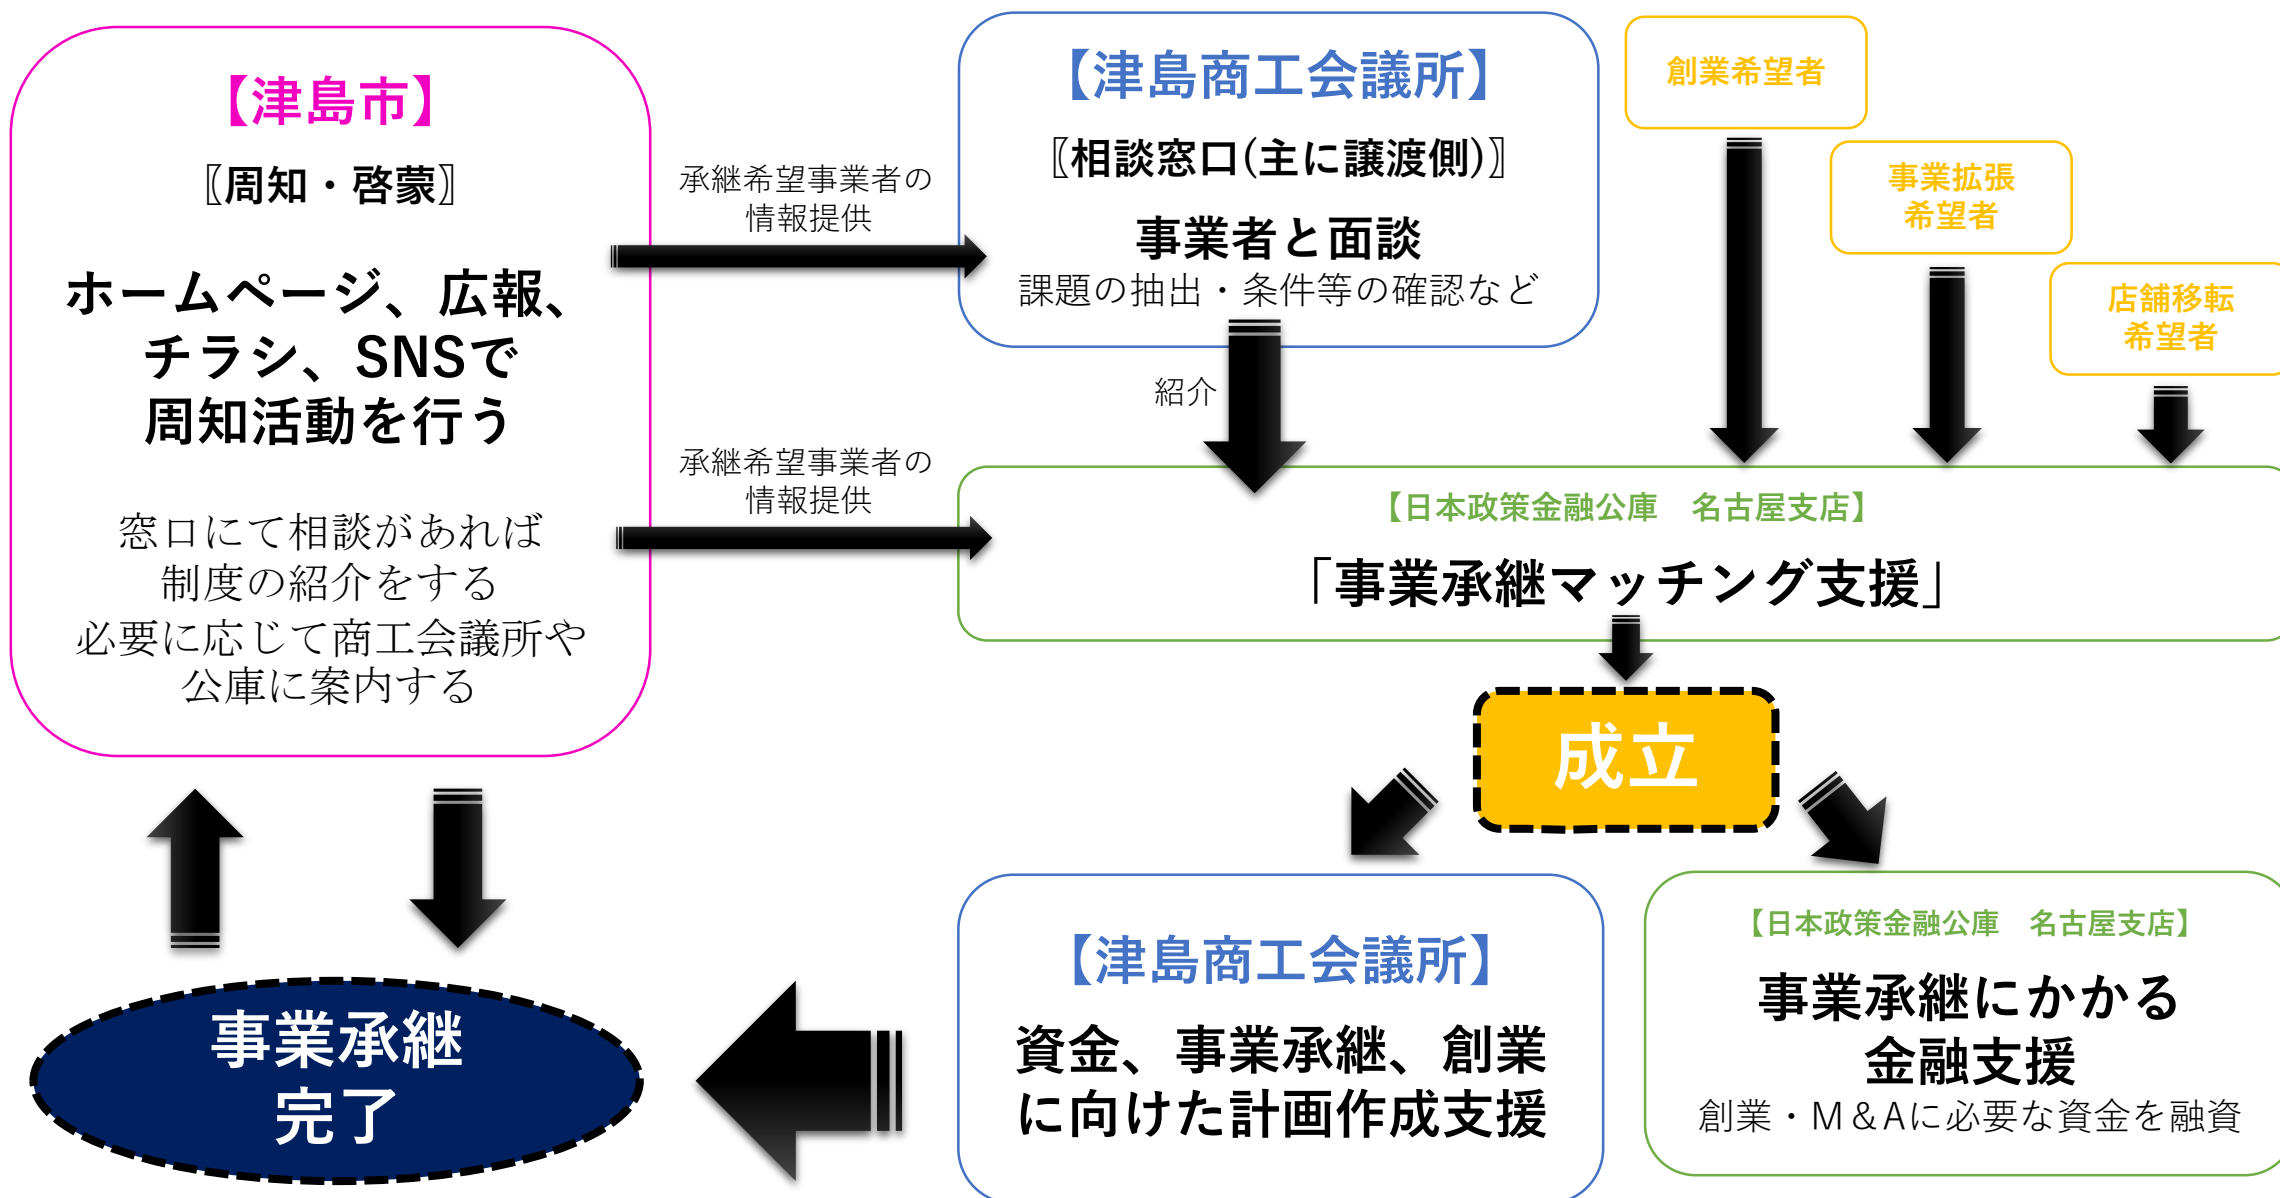 【津島市】
〖周知・啓蒙〗
ホームページ、広報、
チラシ、SNSで
周知活動を行う
窓口にて相談があれば
制度の紹介をする
必要に応じて商工会議所や
公庫に案内する
承継希望事業者の
情報提供
承継希望事業者の
情報提供
【津島商工会議所】
〖相談窓口(主に譲渡側)〗
事業者と面談
課題の抽出・条件等の確認など
紹介
創業希望者
事業拡張
希望者
店舗移転
希望者
【日本政策金融公庫　名古屋支店】
「事業承継マッチング支援」
成立
【津島商工会議所】
資金、事業承継、創業
に向けた計画作成支援
【日本政策金融公庫　名古屋支店】
事業承継にかかる
金融支援
創業・M＆Aに必要な資金を融資
事業承継
完了